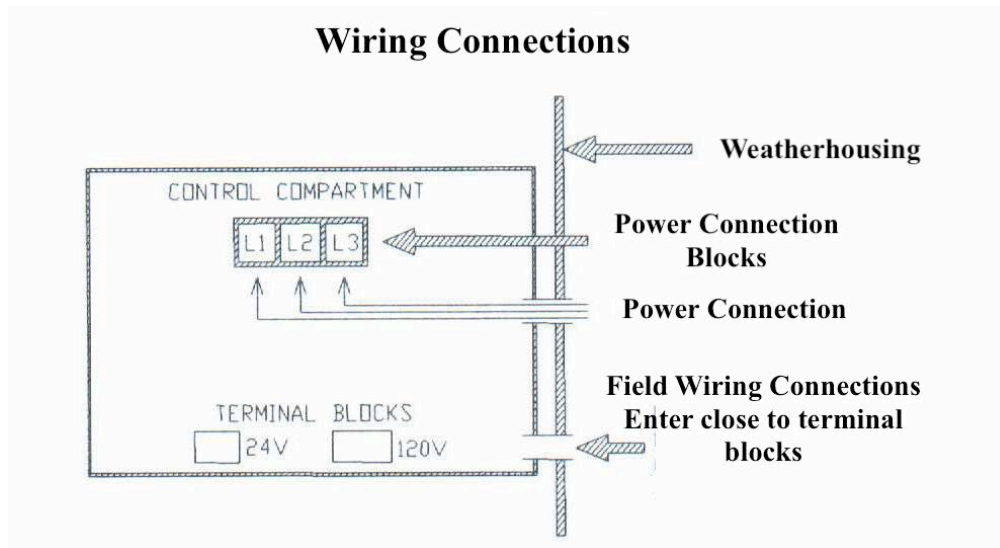 Wiring Connections
Weatherhousing
CONTROL COMPARTMENT
L1 L2 L3
Power Connection
Blocks
Power Connection
Field Wiring Connections
Enter close to terminal
blocks
TERMINAL BLOCKS
24V 120V